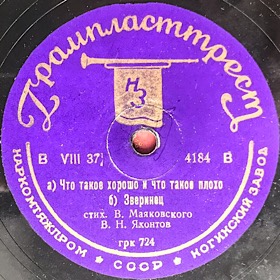 Грампласттрест
НЗ
В VIII 37 4184 В
а) Что такое хорошо и что такое плохо
б) Зверинец
стих. В. Маяковского
В. Н. Яхонтов
грк 724
НАРКОМТЯЖПРОМ ★ СССР ★ НОГИНСКИЙ ЗАВОД